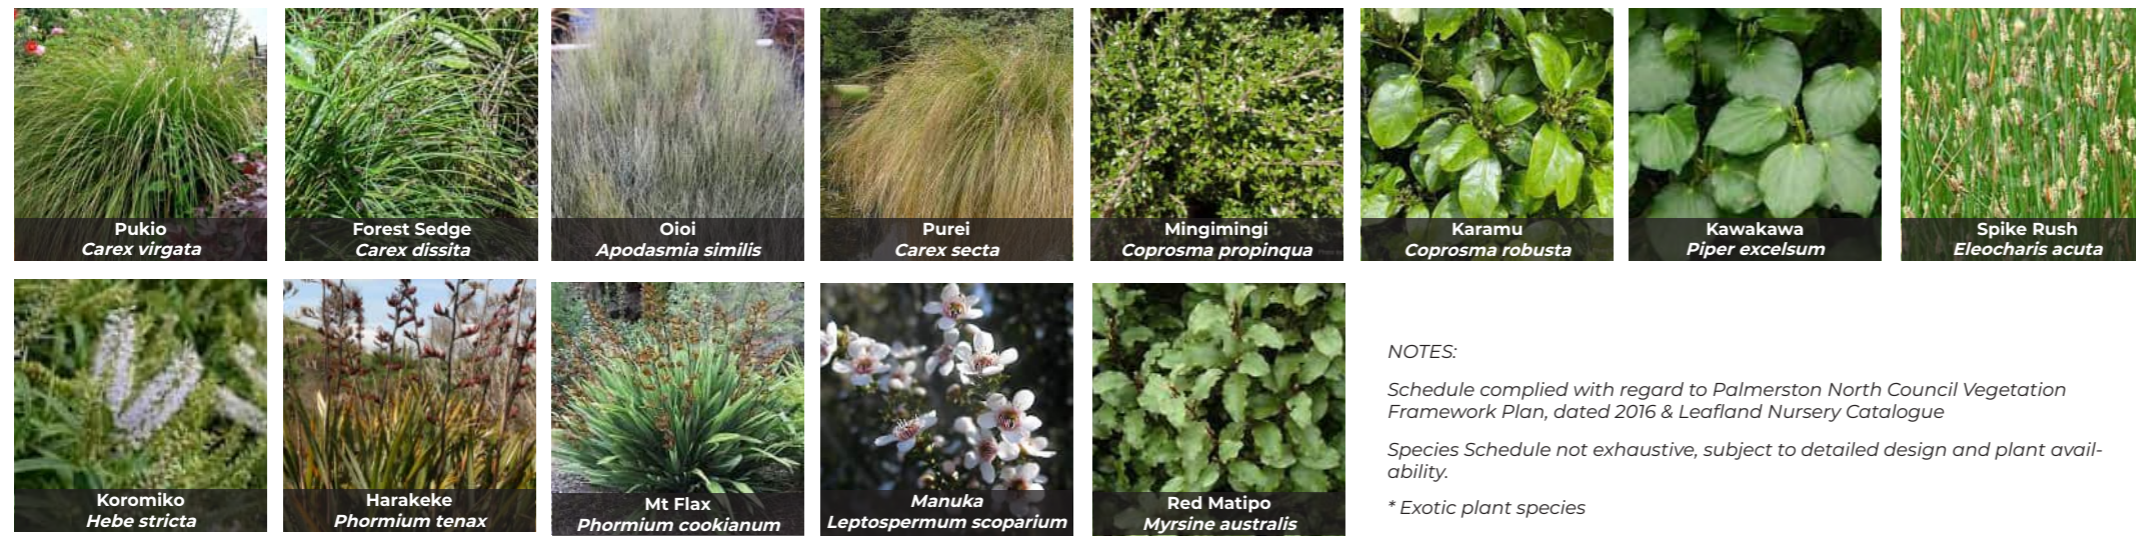 Pukio
Carex virgata
Forest Sedge
Carex dissita
Oioi
Apodasmia similis
Purei
Carex secta
Mingimingi
Coprosma propinqua
Karamu
Coprosma robusta
Kawakawa
Piper excelsum
Spike Rush
Eleocharis acuta
Koromiko
Hebe stricta
Harakeke
Phormium tenax
Mt Flax
Phormium cookianum
Manuka
Leptospermum scoparium
Red Matipo
Myrsine australis
NOTES:
Schedule complied with regard to Palmerston North Council Vegetation
Framework Plan, dated 2016 & Leafland Nursery Catalogue
Species Schedule not exhaustive, subject to detailed design and plant avail-
ability.
* Exotic plant species